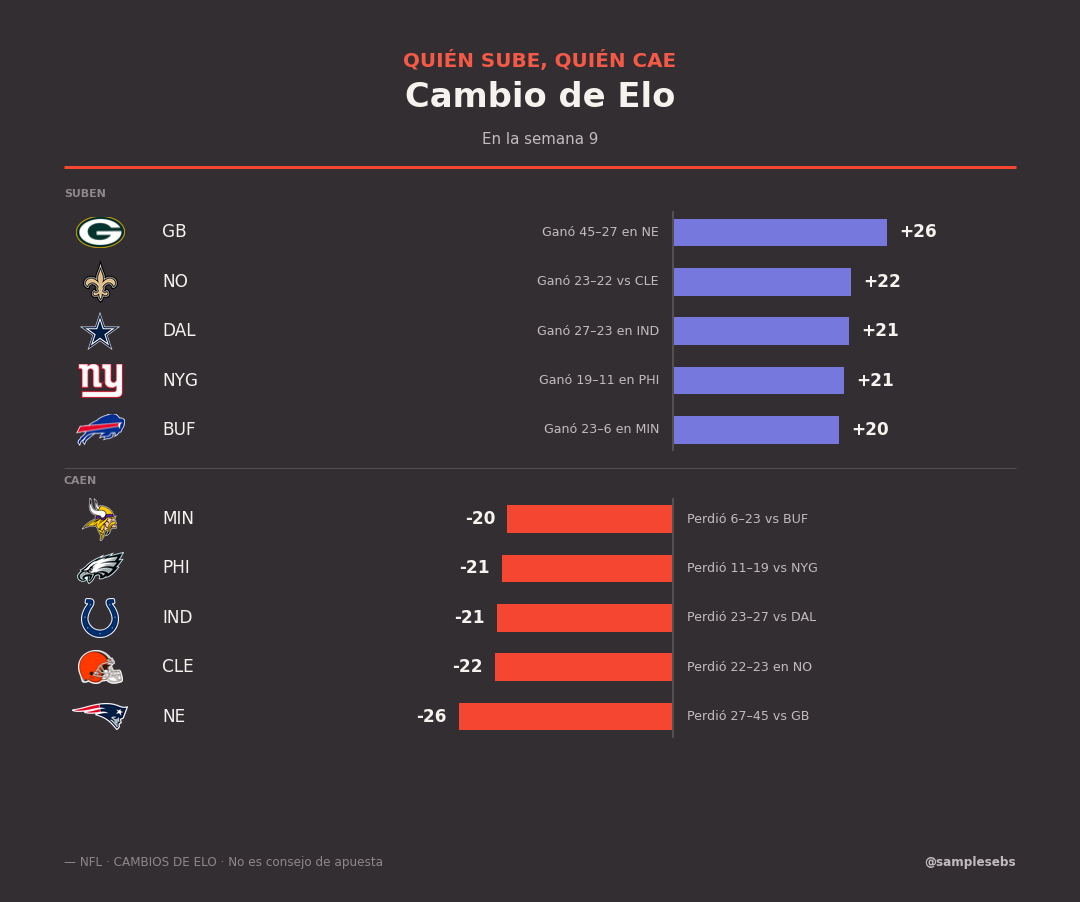 QUIÉN SUBE, QUIÉN CAE
Cambio de Elo
En la semana 9
SUBEN
GB Ganó 45–27 en NE +26
NO Ganó 23–22 vs CLE +22
DAL Ganó 27–23 en IND +21
ny NYG Ganó 19–11 en PHI +21
BUF Ganó 23–6 en MIN +20
CAEN
MIN -20 Perdió 6–23 vs BUF
PHI -21 Perdió 11–19 vs NYG
IND -21 Perdió 23–27 vs DAL
CLE -22 Perdió 22–23 en NO
NE -26 Perdió 27–45 vs GB
— NFL · CAMBIOS DE ELO · No es consejo de apuesta @samplesebs